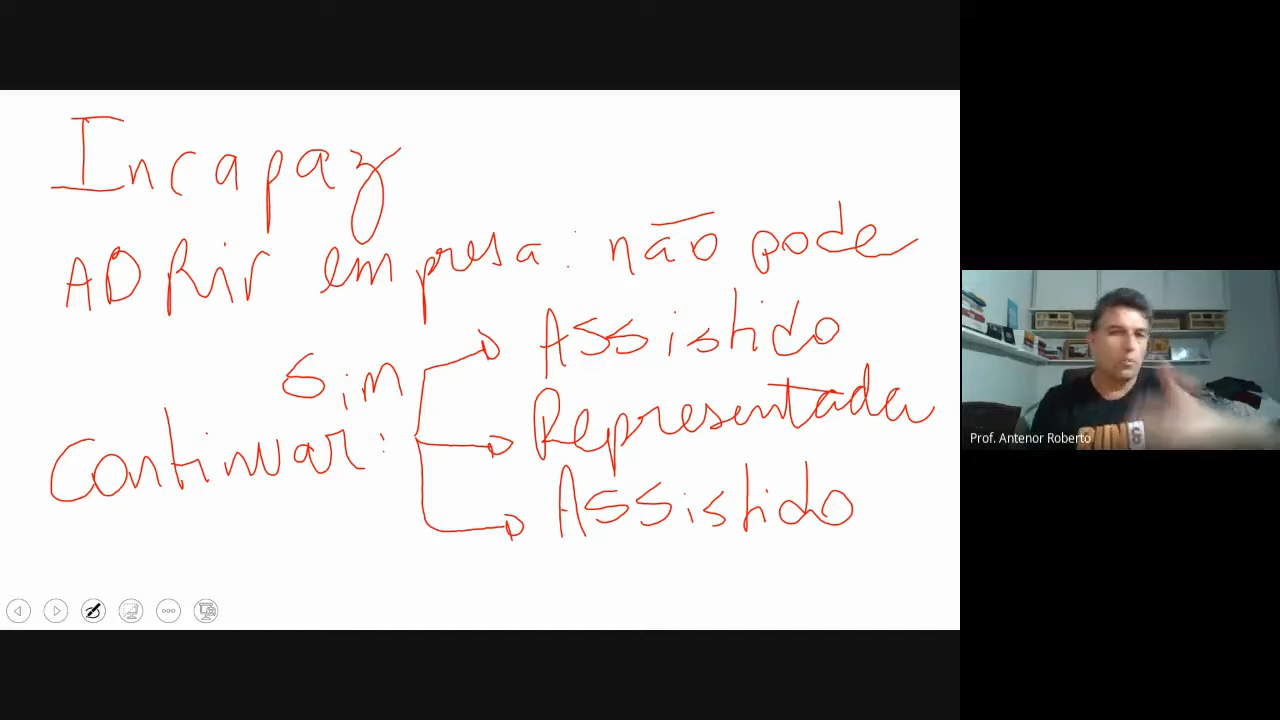 Incapaz
ABRir empresa: não pode
Sim
Assistido
Representada
Continuar:
Assistido
Prof. Antenor Roberto